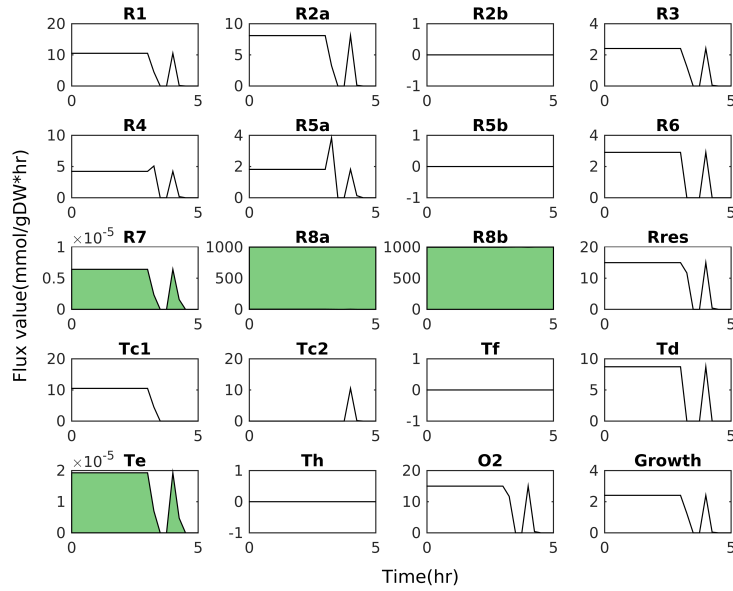 R1 R2a R2b R3
20 10 1 4
10 5 0 2
0 0 -1 0
0 5 0 5 0 5 0 5
R4 R5a R5b R6
10 4 1 4
5 2 0 2
0 0 -1 0
0 5 0 5 0 5 0 5
×10⁻⁵ R7 R8a R8b Rres
1 1000 1000 20
0.5 500 500 10
0 0 0 0
0 5 0 5 0 5 0 5
Tc1 Tc2 Tf Td
20 20 1 10
10 10 0 5
0 0 -1 0
0 5 0 5 0 5 0 5
×10⁻⁵ Te Th O2 Growth
2 1 20 4
1 0 10 2
0 -1 0 0
0 5 0 5 0 5 0 5
Flux value(mmol/gDW*hr)
Time(hr)